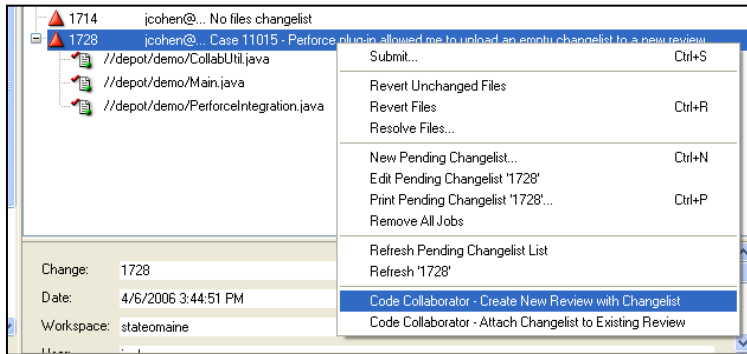 1714 jcohen@... No files changelist
1728 jcohen@... Case 11015 - Perforce plug-in allowed me to upload an empty changelist to a new review
//depot/demo/CollabUtil.java
//depot/demo/Main.java
//depot/demo/PerforceIntegration.java
Submit... Ctrl+S
Revert Unchanged Files
Revert Files Ctrl+R
Resolve Files...
New Pending Changelist... Ctrl+N
Edit Pending Changelist '1728'
Print Pending Changelist '1728'... Ctrl+P
Remove All Jobs
Refresh Pending Changelist List
Refresh '1728'
Code Collaborator - Create New Review with Changelist
Code Collaborator - Attach Changelist to Existing Review
Change: 1728
Date: 4/6/2006 3:44:51 PM
Workspace: stateomaine